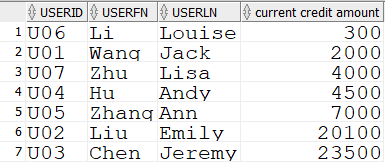 USERID USERFN USERLN current credit amount
1 U06 Li Louise 300
2 U01 Wang Jack 2000
3 U07 Zhu Lisa 4000
4 U04 Hu Andy 4500
5 U05 Zhang Ann 7000
6 U02 Liu Emily 20100
7 U03 Chen Jeremy 23500